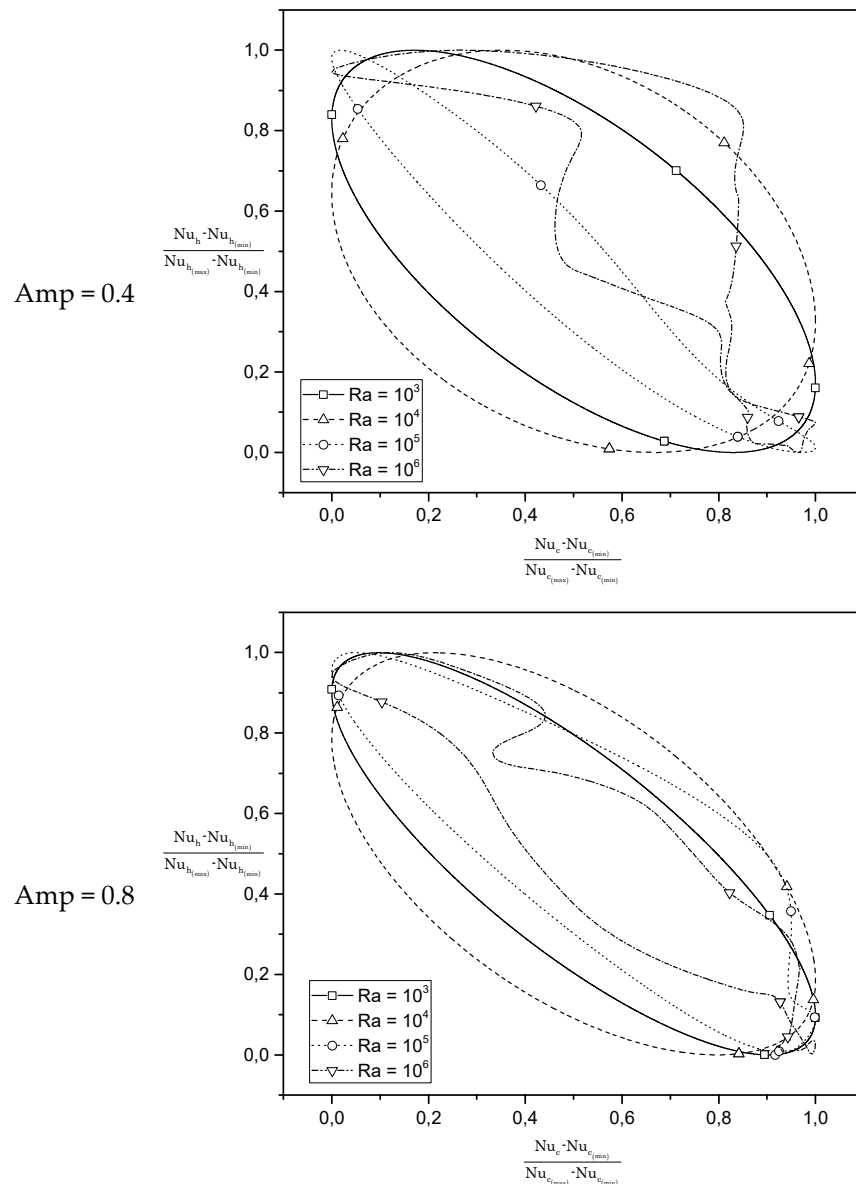 1,0
0,8
0,6
0,4
0,2
0,0
Nu_h-Nu_h(min)
Nu_h(max)-Nu_h(min)
Amp = 0.4
Ra = 10^3
Ra = 10^4
Ra = 10^5
Ra = 10^6
0,0 0,2 0,4 0,6 0,8 1,0
Nu_c-Nu_c(min)
Nu_c(max)-Nu_c(min)
1,0
0,8
0,6
0,4
0,2
0,0
Nu_h-Nu_h(min)
Nu_h(max)-Nu_h(min)
Amp = 0.8
Ra = 10^3
Ra = 10^4
Ra = 10^5
Ra = 10^6
0,0 0,2 0,4 0,6 0,8 1,0
Nu_c-Nu_c(min)
Nu_c(max)-Nu_c(min)